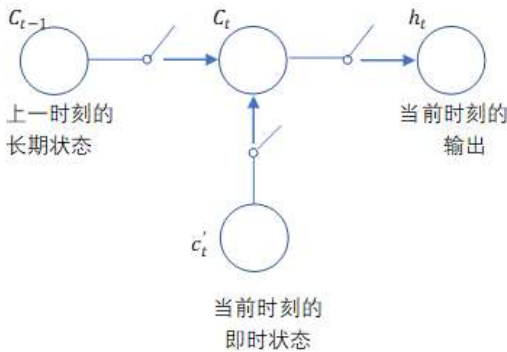 C_{t-1}
C_t
h_t
上一时刻的
长期状态
当前时刻的
输出
c_t'
当前时刻的
即时状态